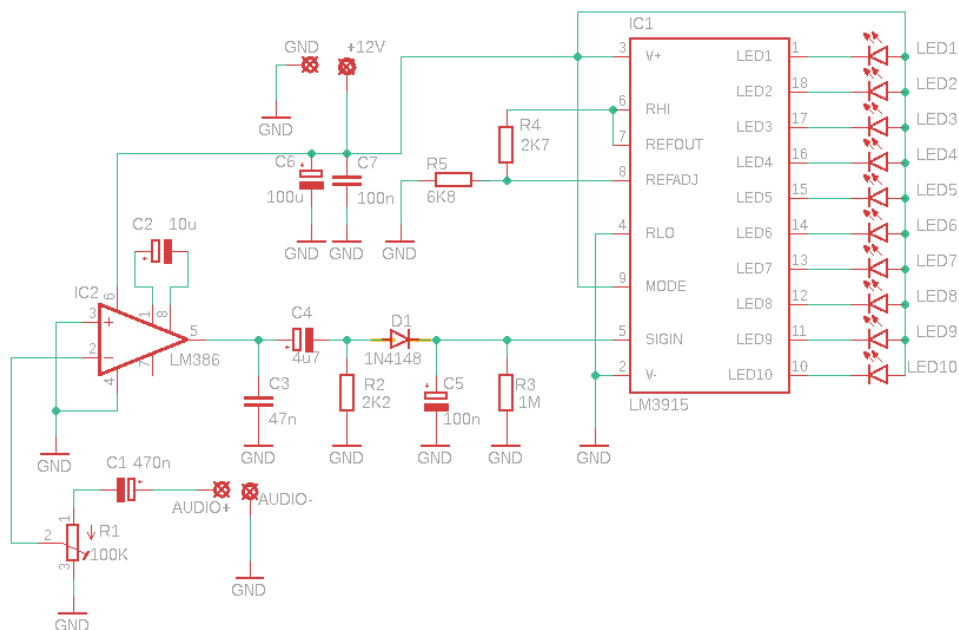 IC1
GND
+12V
3
V+
LED1
1
LED1
LED2
18
LED2
6
RHI
LED3
17
LED3
R4
2K7
7
REFOUT
LED4
16
LED4
C6
100u
C7
100n
R5
6K8
8
REFADJ
LED5
15
LED5
GND
C2
10u
4
RLO
LED6
14
LED6
GND
GND
GND
LED7
13
LED7
9
MODE
IC2
6
1
8
LED8
12
LED8
3
+
2
-
4
7
5
LM386
C4
4u7
D1
1N4148
5
SIGIN
LED9
11
LED9
2
V-
LED10
10
LED10
C3
47n
R2
2K2
C5
100n
R3
1M
LM3915
GND
GND
GND
GND
GND
GND
C1
470n
AUDIO+
AUDIO-
1
2
3
R1
100K
GND
GND